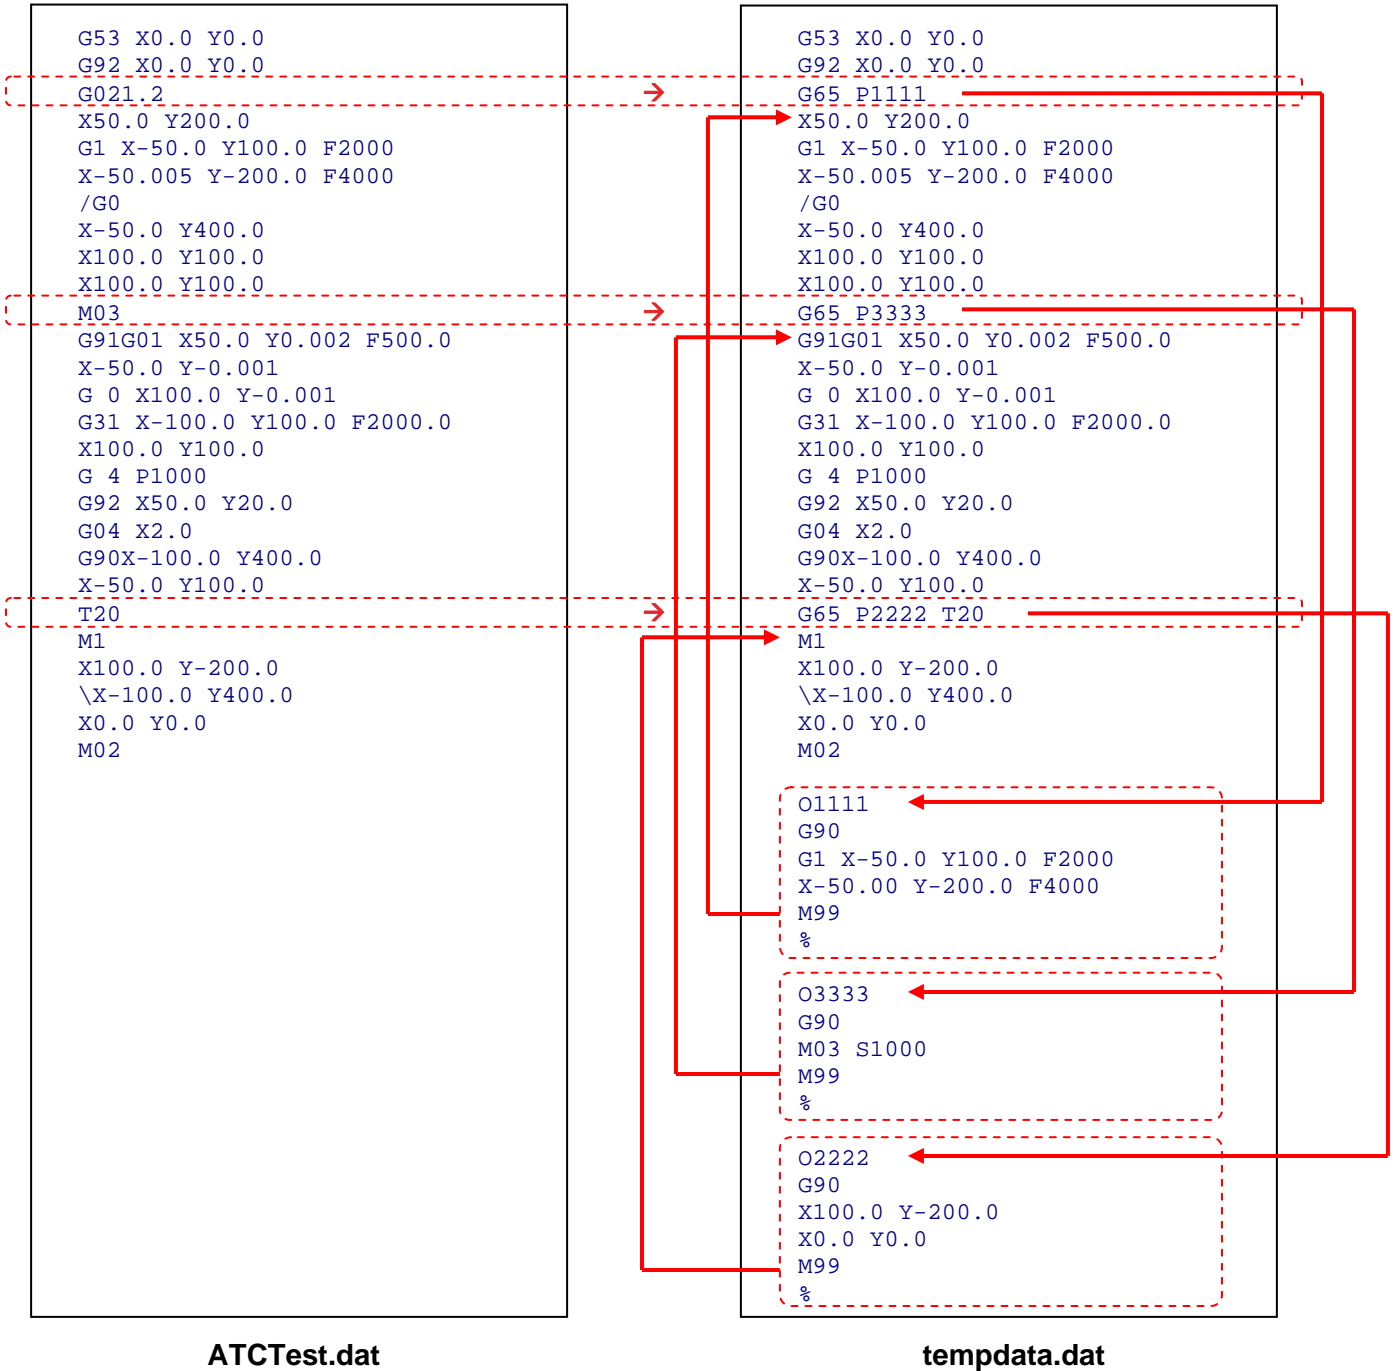 G53 X0.0 Y0.0
G92 X0.0 Y0.0
G021.2
X50.0 Y200.0
G1 X-50.0 Y100.0 F2000
X-50.005 Y-200.0 F4000
/G0
X-50.0 Y400.0
X100.0 Y100.0
X100.0 Y100.0
M03
G91G01 X50.0 Y0.002 F500.0
X-50.0 Y-0.001
G 0 X100.0 Y-0.001
G31 X-100.0 Y100.0 F2000.0
X100.0 Y100.0
G 4 P1000
G92 X50.0 Y20.0
G04 X2.0
G90X-100.0 Y400.0
X-50.0 Y100.0
T20
M1
X100.0 Y-200.0
\X-100.0 Y400.0
X0.0 Y0.0
M02
ATCTest.dat
G53 X0.0 Y0.0
G92 X0.0 Y0.0
G65 P1111
X50.0 Y200.0
G1 X-50.0 Y100.0 F2000
X-50.005 Y-200.0 F4000
/G0
X-50.0 Y400.0
X100.0 Y100.0
X100.0 Y100.0
G65 P3333
G91G01 X50.0 Y0.002 F500.0
X-50.0 Y-0.001
G 0 X100.0 Y-0.001
G31 X-100.0 Y100.0 F2000.0
X100.0 Y100.0
G 4 P1000
G92 X50.0 Y20.0
G04 X2.0
G90X-100.0 Y400.0
X-50.0 Y100.0
G65 P2222 T20
M1
X100.0 Y-200.0
\X-100.0 Y400.0
X0.0 Y0.0
M02
O1111
G90
G1 X-50.0 Y100.0 F2000
X-50.00 Y-200.0 F4000
M99
%
O3333
G90
M03 S1000
M99
%
O2222
G90
X100.0 Y-200.0
X0.0 Y0.0
M99
%
tempdata.dat